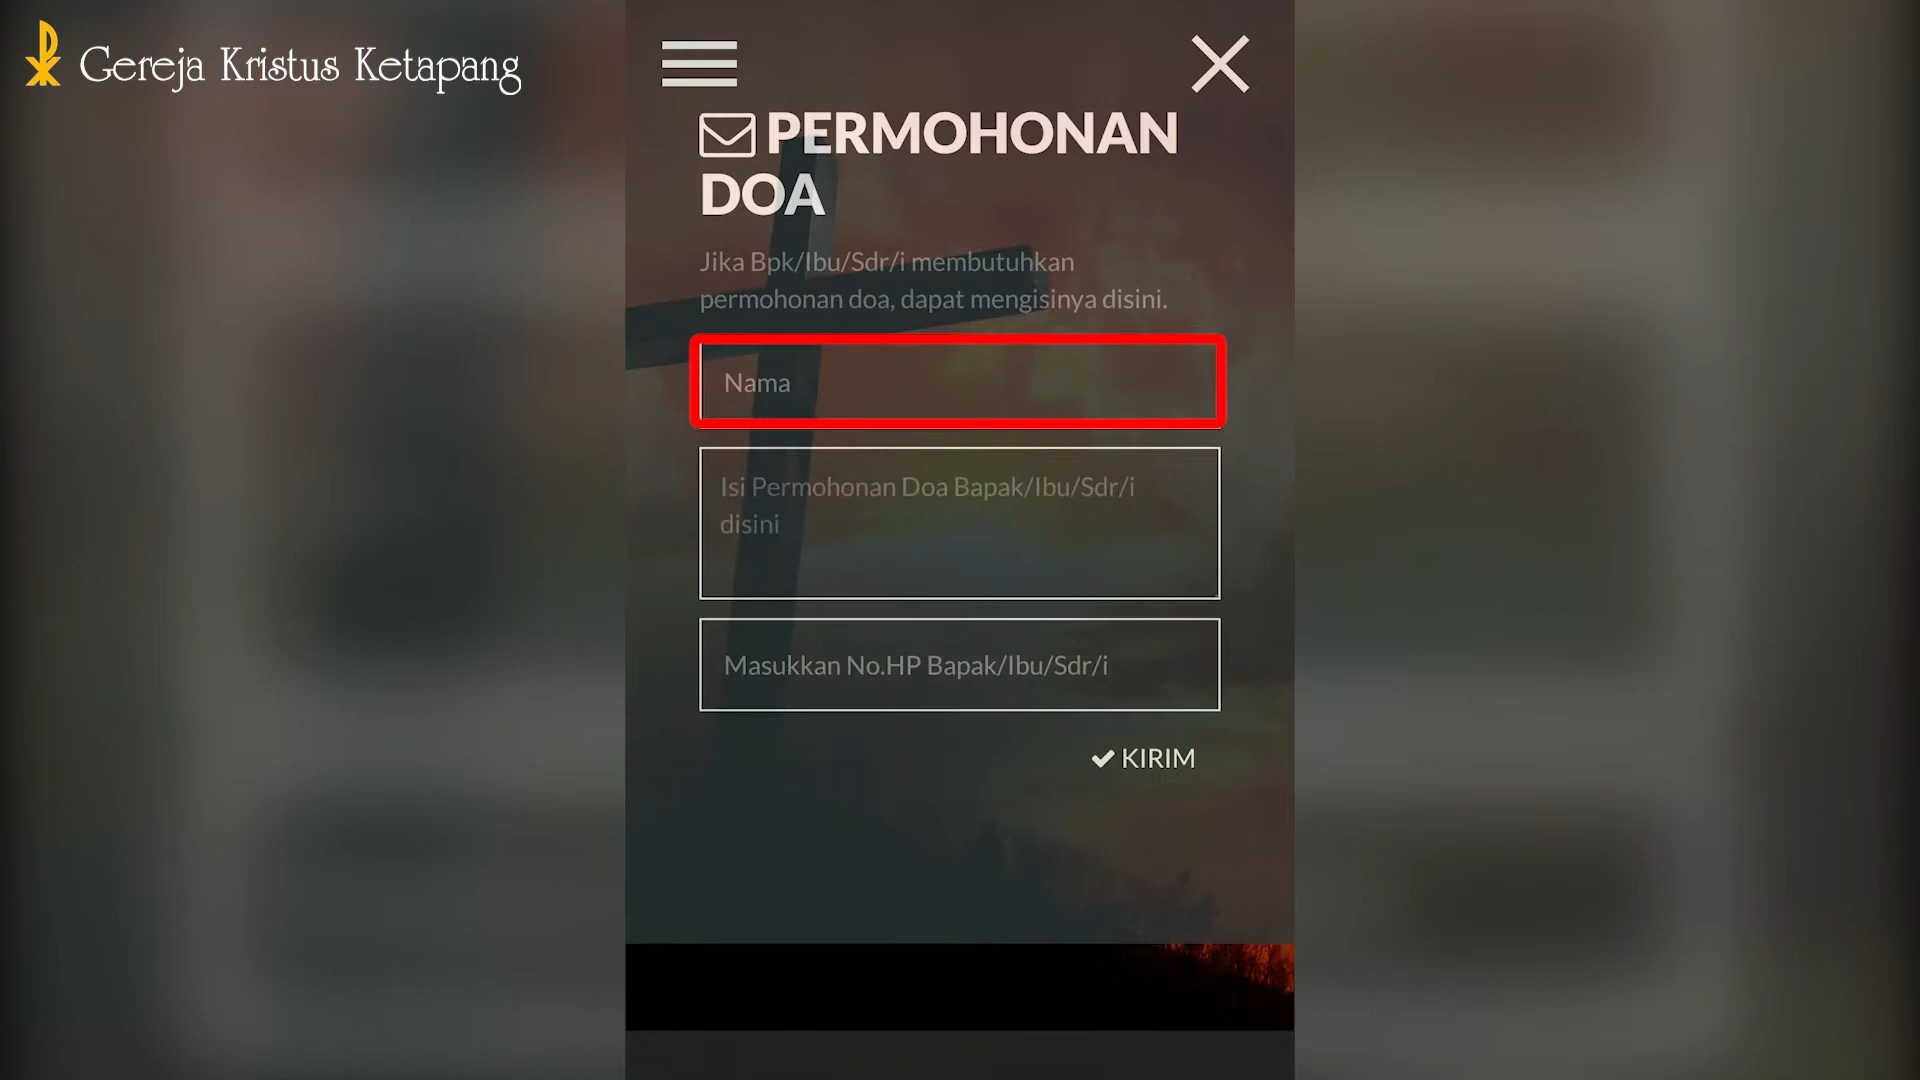 Gereja Kristus Ketapang
PERMOHONAN
DOA
Jika Bpk/Ibu/Sdr/i membutuhkan
permohonan doa, dapat mengisinya disini.
Nama
Isi Permohonan Doa Bapak/Ibu/Sdr/i
disini
Masukkan No.HP Bapak/Ibu/Sdr/i
KIRIM